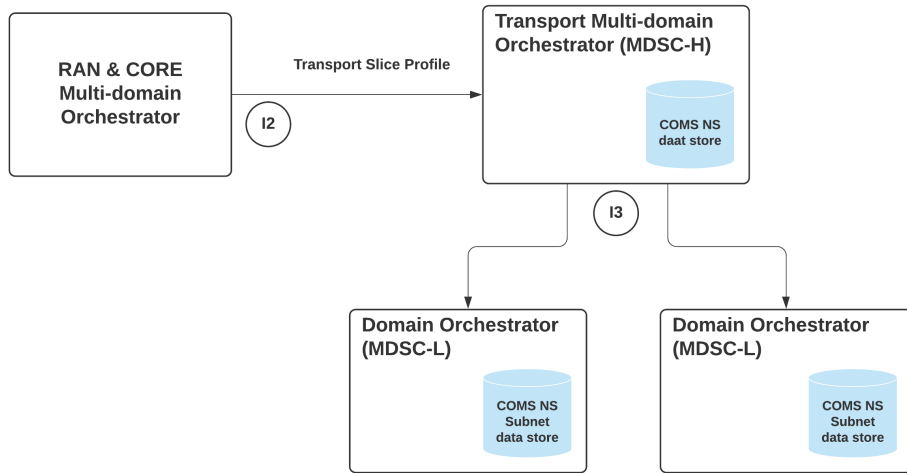 Transport Multi-domain
Orchestrator (MDSC-H)
RAN & CORE
Multi-domain
Orchestrator
Transport Slice Profile
I2
COMS NS
daat store
I3
Domain Orchestrator
(MDSC-L)
COMS NS
Subnet
data store
Domain Orchestrator
(MDSC-L)
COMS NS
Subnet
data store